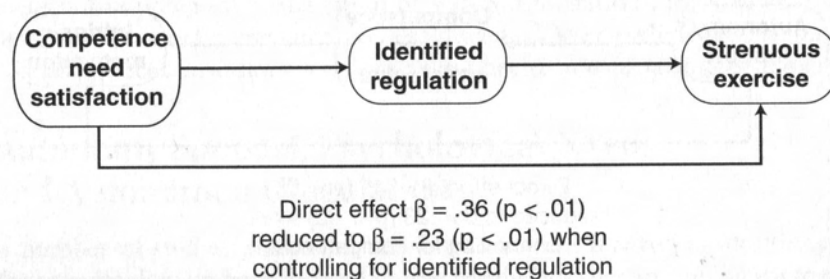 Competence
need
satisfaction
Identified
regulation
Strenuous
exercise
Direct effect β = .36 (p < .01)
reduced to β = .23 (p < .01) when
controlling for identified regulation